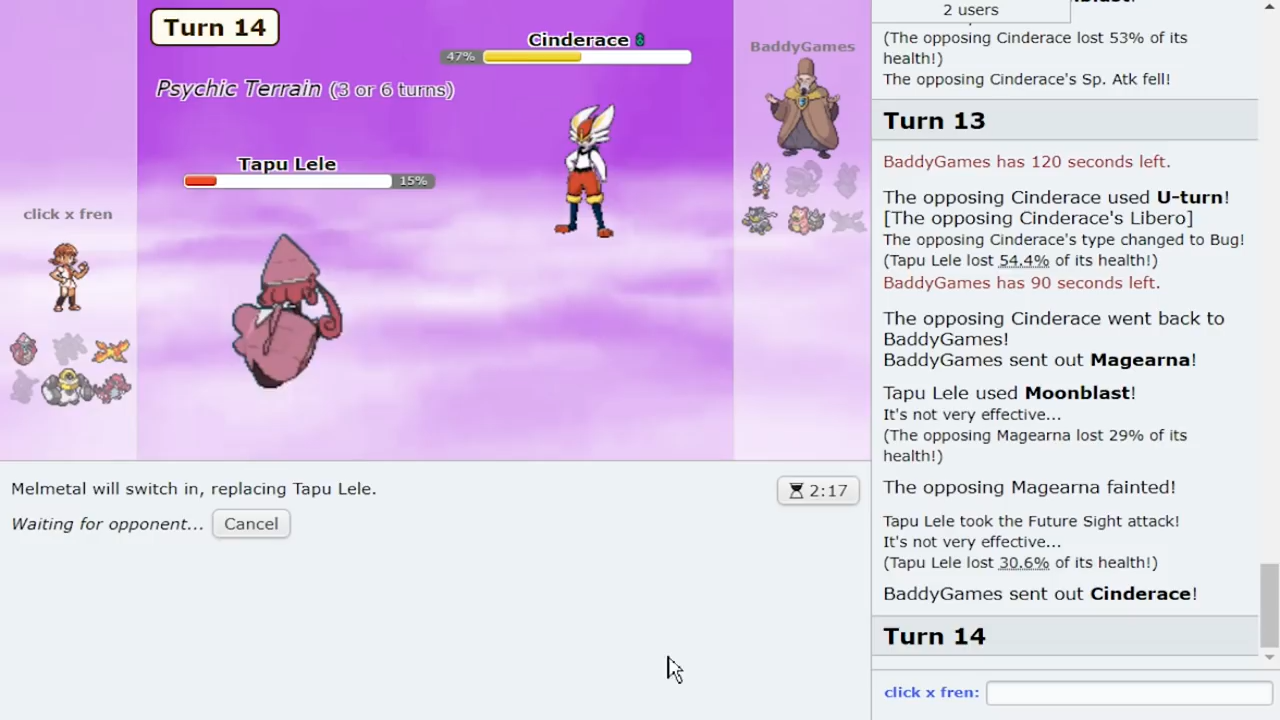 Turn 14
Cinderace
47%
Psychic Terrain (3 or 6 turns)
Tapu Lele
15%
click x fren
BaddyGames
Melmetal will switch in, replacing Tapu Lele.
Waiting for opponent... Cancel
2:17
2 users
(The opposing Cinderace lost 53% of its
health!)
The opposing Cinderace's Sp. Atk fell!
Turn 13
BaddyGames has 120 seconds left.
The opposing Cinderace used U-turn!
[The opposing Cinderace's Libero]
The opposing Cinderace's type changed to Bug!
(Tapu Lele lost 54.4% of its health!)
BaddyGames has 90 seconds left.
The opposing Cinderace went back to
BaddyGames!
BaddyGames sent out Magearna!
Tapu Lele used Moonblast!
It's not very effective...
(The opposing Magearna lost 29% of its
health!)
The opposing Magearna fainted!
Tapu Lele took the Future Sight attack!
It's not very effective...
(Tapu Lele lost 30.6% of its health!)
BaddyGames sent out Cinderace!
Turn 14
click x fren: